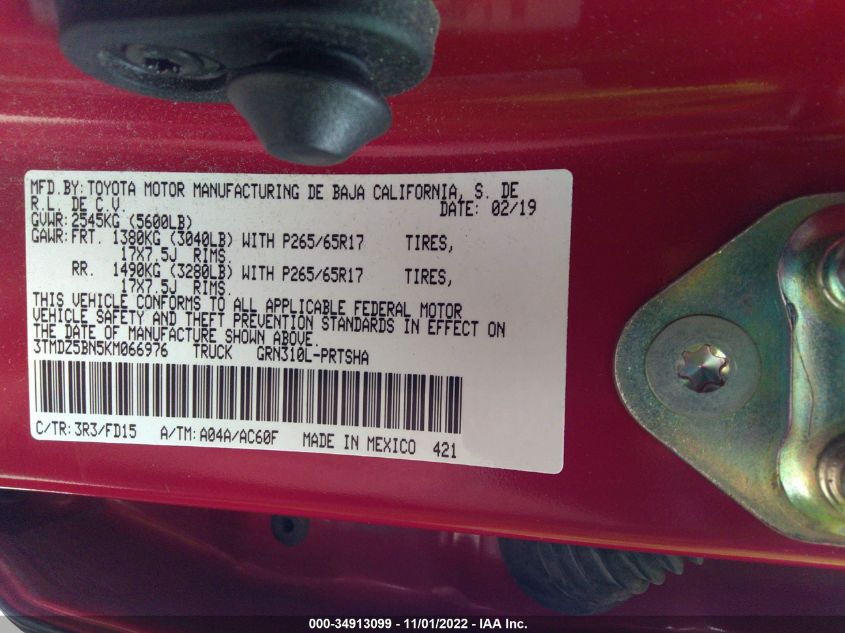 MFD.BY: TOYOTA MOTOR MANUFACTURING DE BAJA CALIFORNIA, S. DE
R.L. DE C.V. DATE: 02/19
GVWR: 2545KG (5600LB)
GAWR: FRT. 1380KG (3040LB) WITH P265/65R17 TIRES,
17X7.5J RIMS.
RR. 1490KG (3280LB) WITH P265/65R17 TIRES,
17X7.5J RIMS.
THIS VEHICLE CONFORMS TO ALL APPLICABLE FEDERAL MOTOR
VEHICLE SAFETY AND THEFT PREVENTION STANDARDS IN EFFECT ON
THE DATE OF MANUFACTURE SHOWN ABOVE.
3TMDZ5BN5KM066976 TRUCK GRN310L-PRTSHA
C/TR: 3R3/FD15 A/TM: A04A/AC60F MADE IN MEXICO 421
000-34913099 - 11/01/2022 - IAA Inc.